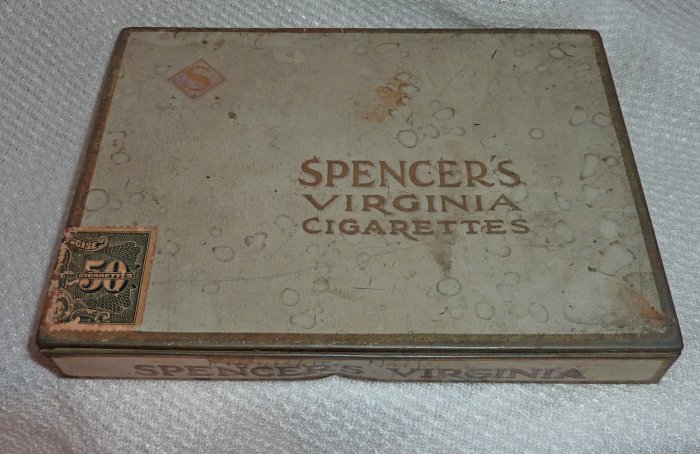 S
SPENCER'S
VIRGINIA
CIGARETTES
50
CIGARETTES
SPENCER'S VIRGINIA